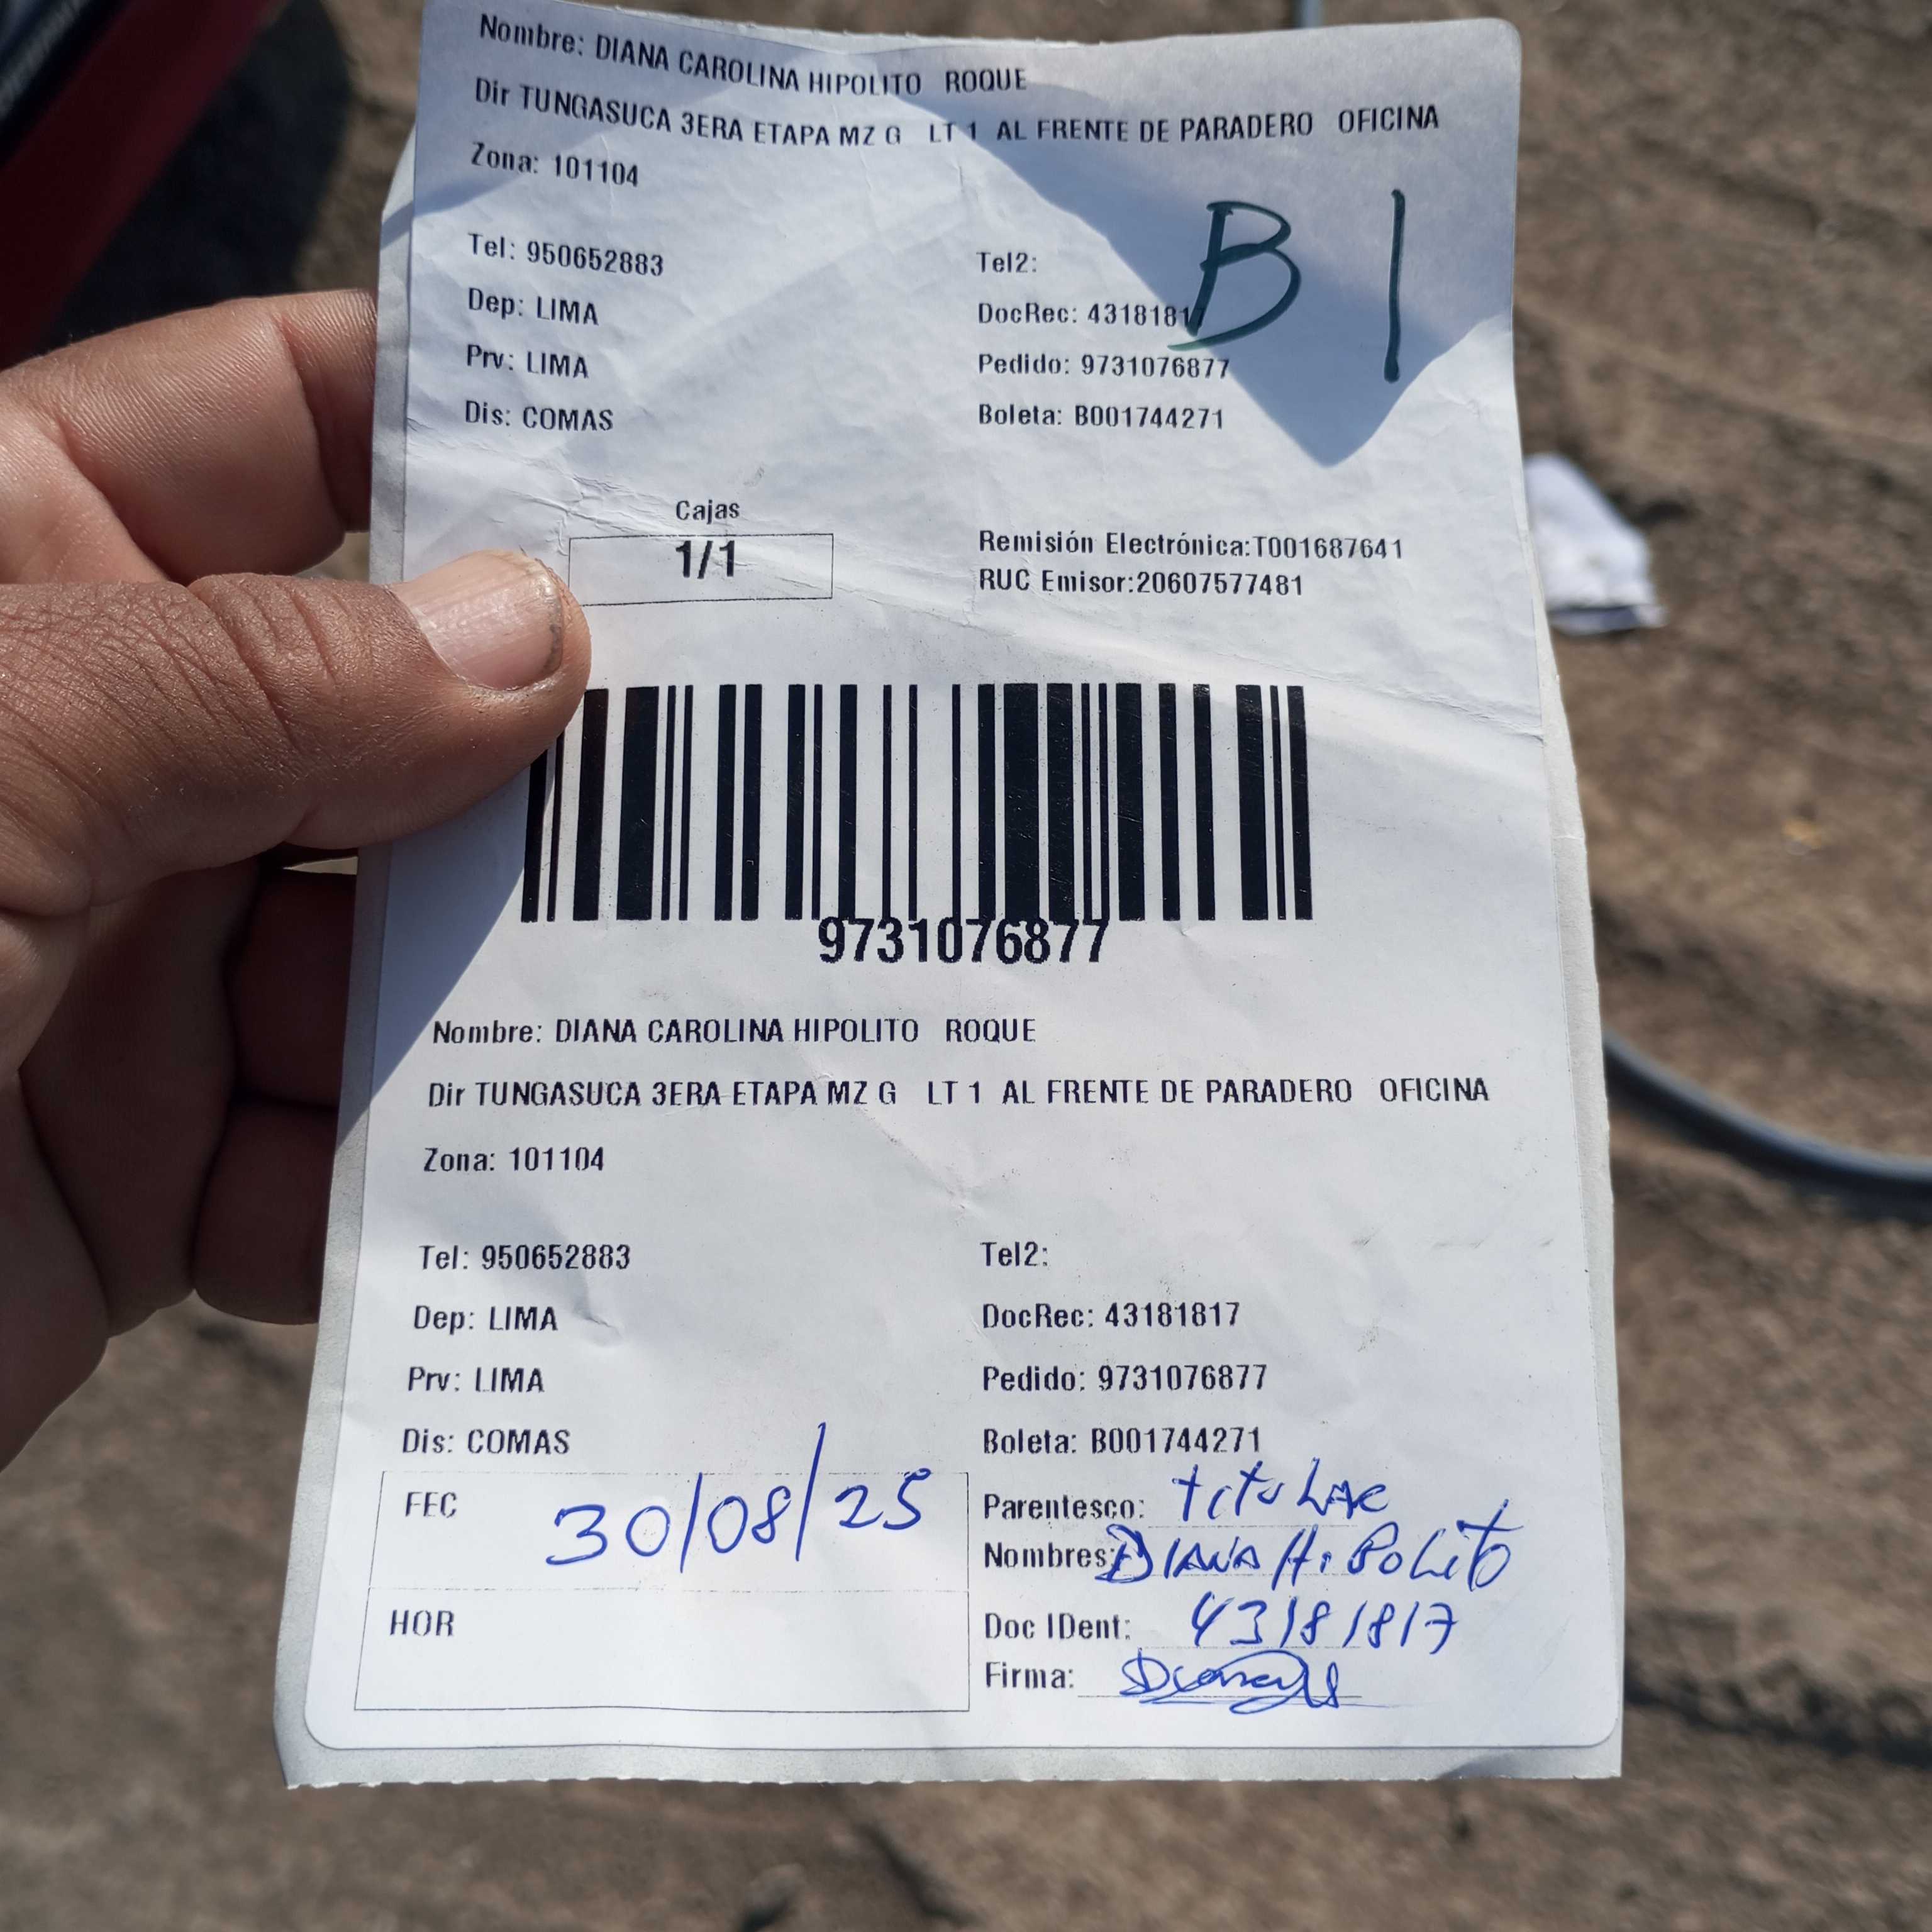 Nombre: DIANA CAROLINA HIPOLITO ROQUE
Dir TUNGASUCA 3ERA ETAPA MZ G LT 1 AL FRENTE DE PARADERO OFICINA
Zona: 101104
B1
Tel: 950652883 Tel2:
Dep: LIMA DocRec: 43181817
Prv: LIMA Pedido: 9731076877
Dis: COMAS Boleta: B001744271
Cajas
1/1
Remisión Electrónica:T001687641
RUC Emisor:20607577481
9731076877
Nombre: DIANA CAROLINA HIPOLITO ROQUE
Dir TUNGASUCA 3ERA ETAPA MZ G LT 1 AL FRENTE DE PARADERO OFICINA
Zona: 101104
Tel: 950652883 Tel2:
Dep: LIMA DocRec: 43181817
Prv: LIMA Pedido: 9731076877
Dis: COMAS Boleta: B001744271
FEC 30/08/25
Parentesco: titular
Nombres: DIANA HiPOLito
HOR
Doc IDent: 43181817
Firma: